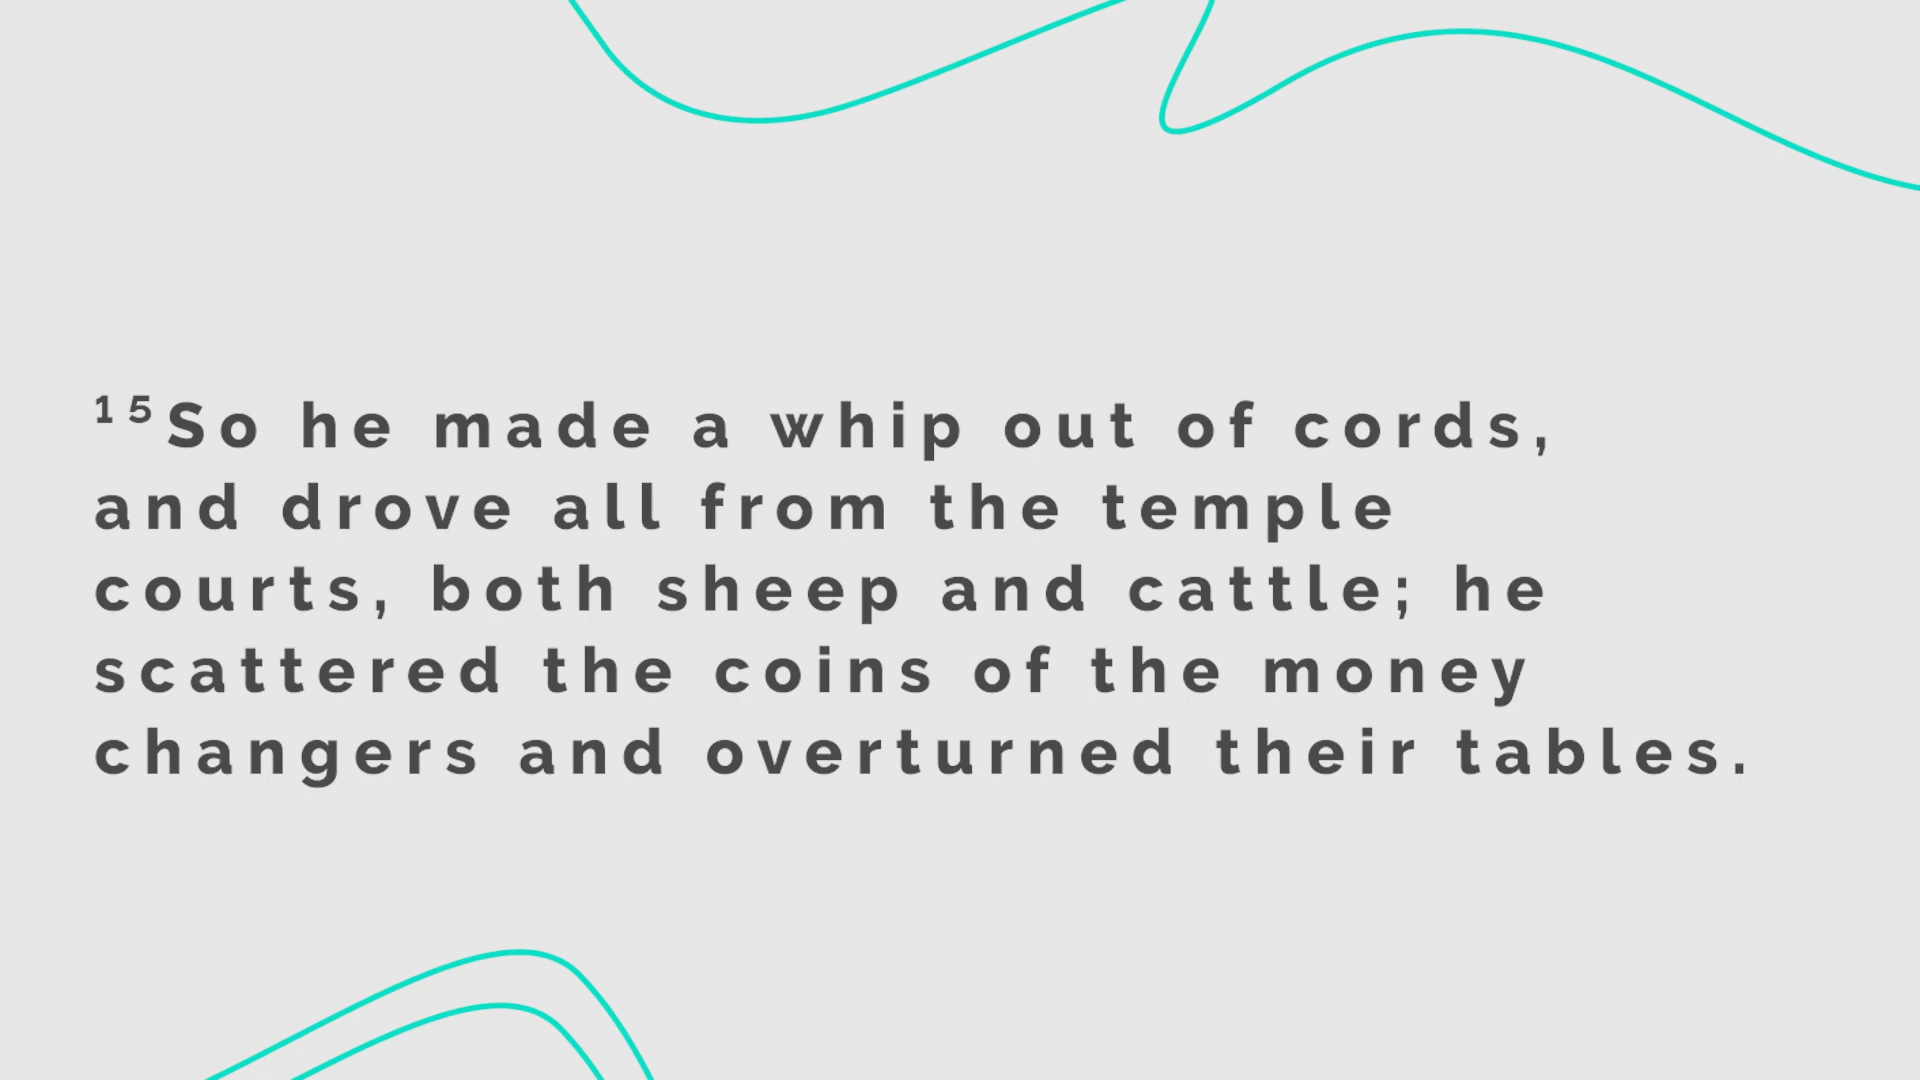 ¹⁵So he made a whip out of cords,
and drove all from the temple
courts, both sheep and cattle; he
scattered the coins of the money
changers and overturned their tables.